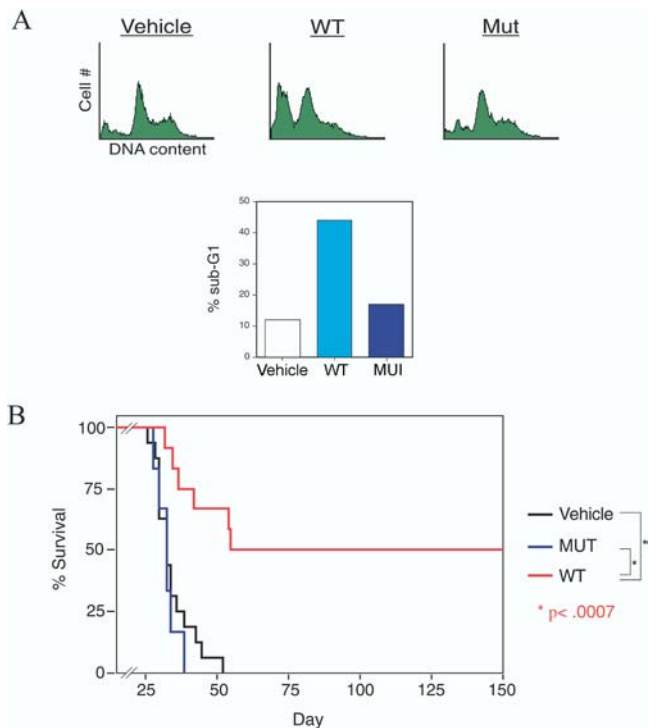 A
Vehicle WT Mut
Cell #
DNA content
50
40
30
20
10
0
% sub-G1
Vehicle WT MUI
B
100
75
50
25
0
% Survival
25 50 75 100 125 150
Day
Vehicle
MUT
WT
*
*
* p< .0007